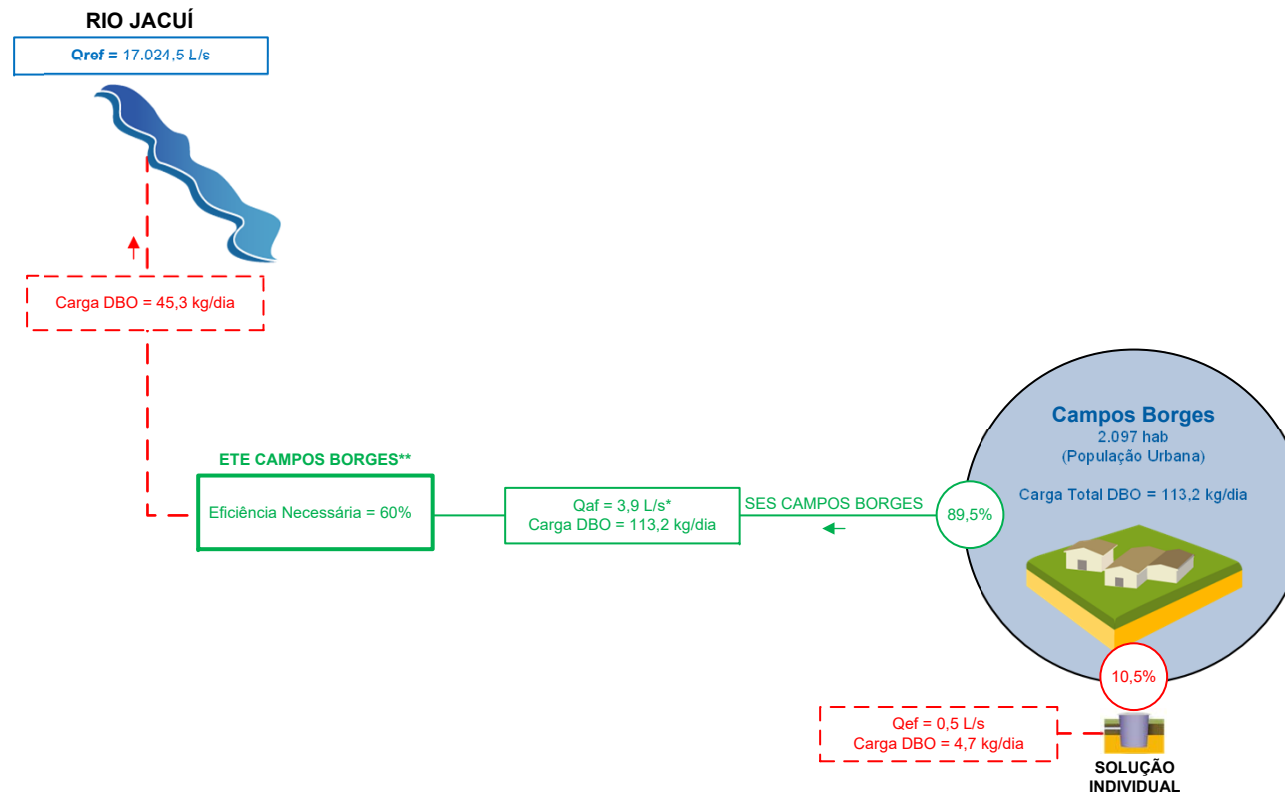 RIO JACUÍ
Qref = 17.024,5 L/s
Carga DBO = 45,3 kg/dia
ETE CAMPOS BORGES**
Eficiência Necessária = 60%
Qaf = 3,9 L/s*
Carga DBO = 113,2 kg/dia
SES CAMPOS BORGES
89,5%
Campos Borges
2.097 hab
(População Urbana)
Carga Total DBO = 113,2 kg/dia
10,5%
Qef = 0,5 L/s
Carga DBO = 4,7 kg/dia
SOLUÇÃO
INDIVIDUAL